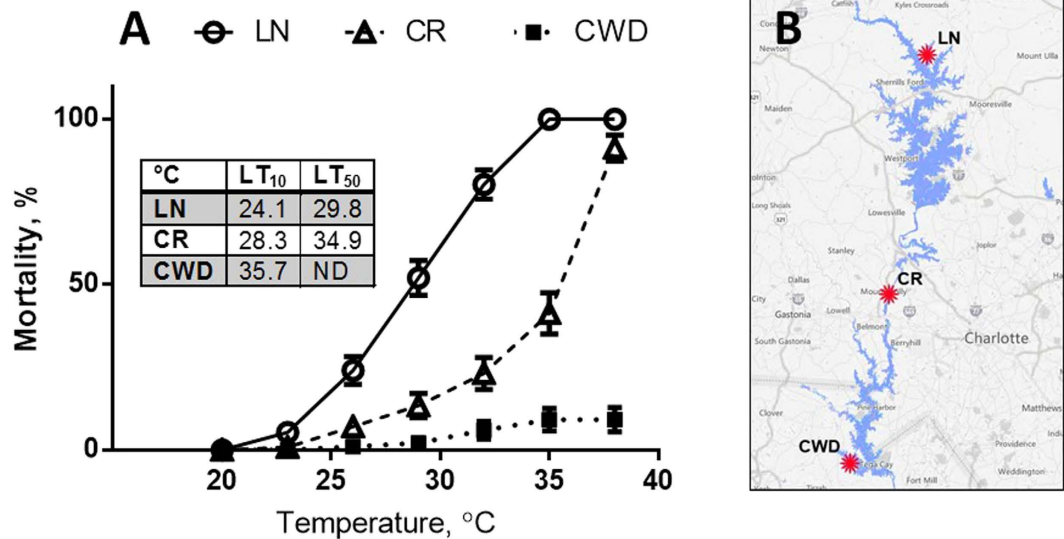 A
LN CR CWD
Mortality, %
100
50
0
20 25 30 35 40
Temperature, °C
°C LT10 LT50
LN 24.1 29.8
CR 28.3 34.9
CWD 35.7 ND
B
Catfish Kyles Crossroads
Newton
LN
Mount Ulla
Sherrills Ford
Maiden
Mooresville
Westport
Long Shoals
Lowesville
Stanley
Joplor
Dallas
CR
City
Lowell
Gastonia
Belmont
Charlotte
South Gastonia
Berryhill
Clover
Pine Harbor
Matthews
CWD
Providence
Tega Cay
Weddington
Fort Mill